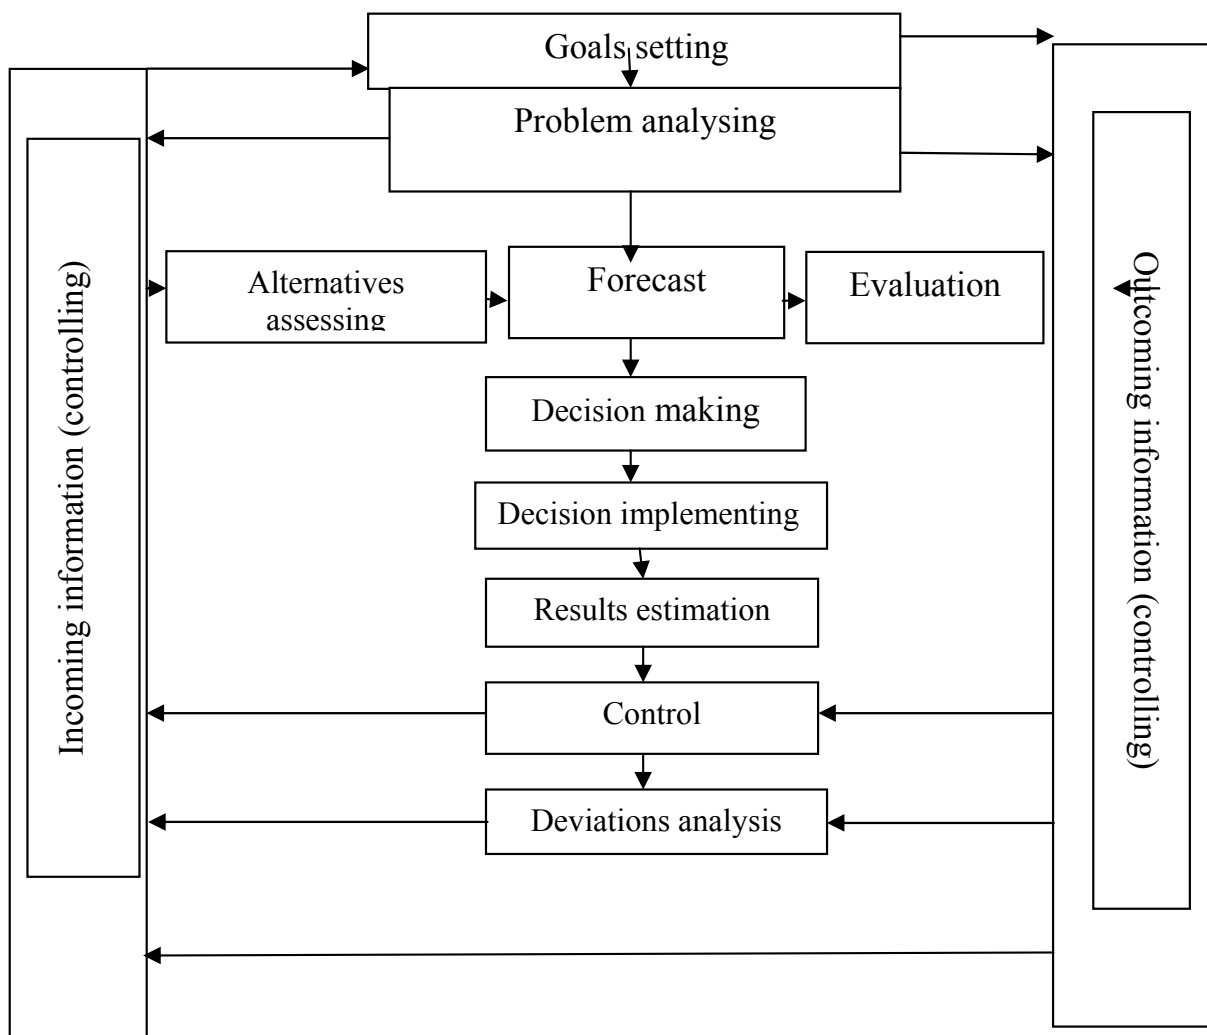 Goals setting
Problem analysing
Incoming information (controlling)
Alternatives
assessing
Forecast
Evaluation
Outcoming information (controlling)
Decision making
Decision implementing
Results estimation
Control
Deviations analysis